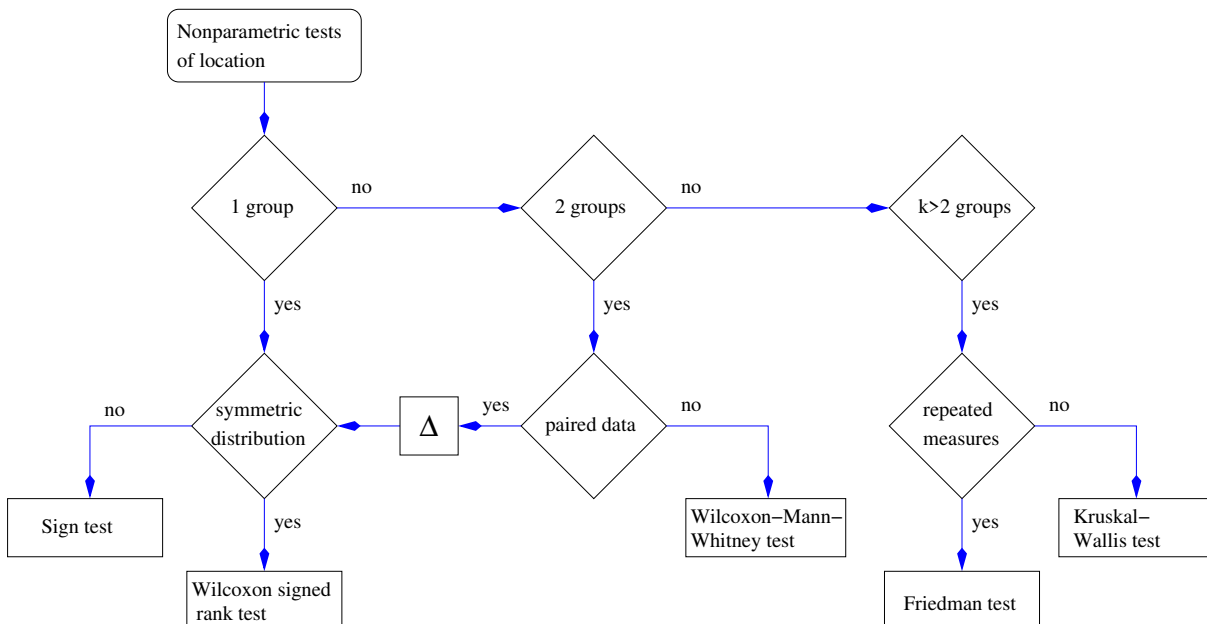 Nonparametric tests
of location
1 group
no
2 groups
no
k>2 groups
yes
yes
yes
no
symmetric
distribution
Δ
yes
paired data
no
repeated
measures
no
Sign test
yes
Wilcoxon signed
rank test
Wilcoxon−Mann−
Whitney test
yes
Friedman test
Kruskal−
Wallis test